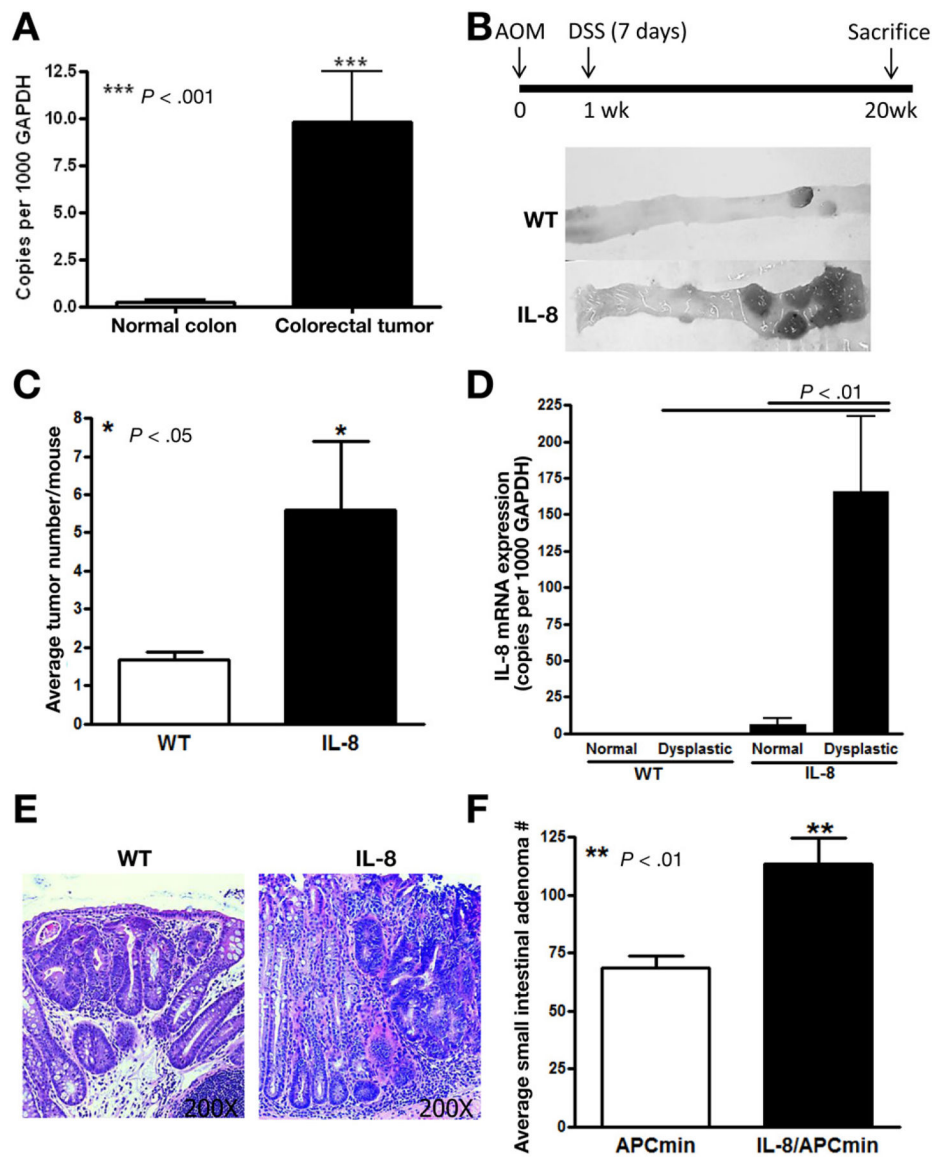 A
Copies per 1000 GAPDH
12.5
10.0
7.5
5.0
2.5
0.0
*** P < .001
***
Normal colon
Colorectal tumor
B
AOM
DSS (7 days)
Sacrifice
0
1 wk
20wk
WT
IL-8
C
Average tumor number/mouse
8
7
6
5
4
3
2
1
0
* P < .05
*
WT
IL-8
D
IL-8 mRNA expression
(copies per 1000 GAPDH)
225
200
175
150
125
100
75
50
25
0
P < .01
Normal
Dysplastic
Normal
Dysplastic
WT
IL-8
E
WT
IL-8
200X
200X
F
Average small intestinal adenoma #
125
100
75
50
25
0
** P < .01
**
APCmin
IL-8/APCmin